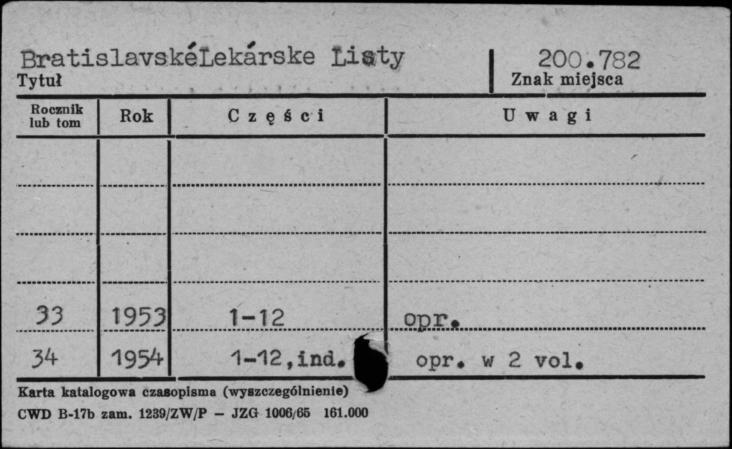 BratislavskéLekárske Listy 200.782
Tytuł Znak miejsca
Rocznik lub tom Rok Części Uwagi
33 1953 1-12 opr.
34 1954 1-12,ind. opr. w 2 vol.
Karta katalogowa czasopisma (wyszczególnienie)
CWD B-17b zam. 1239/ZW/P — JZG 1006/65 161.000